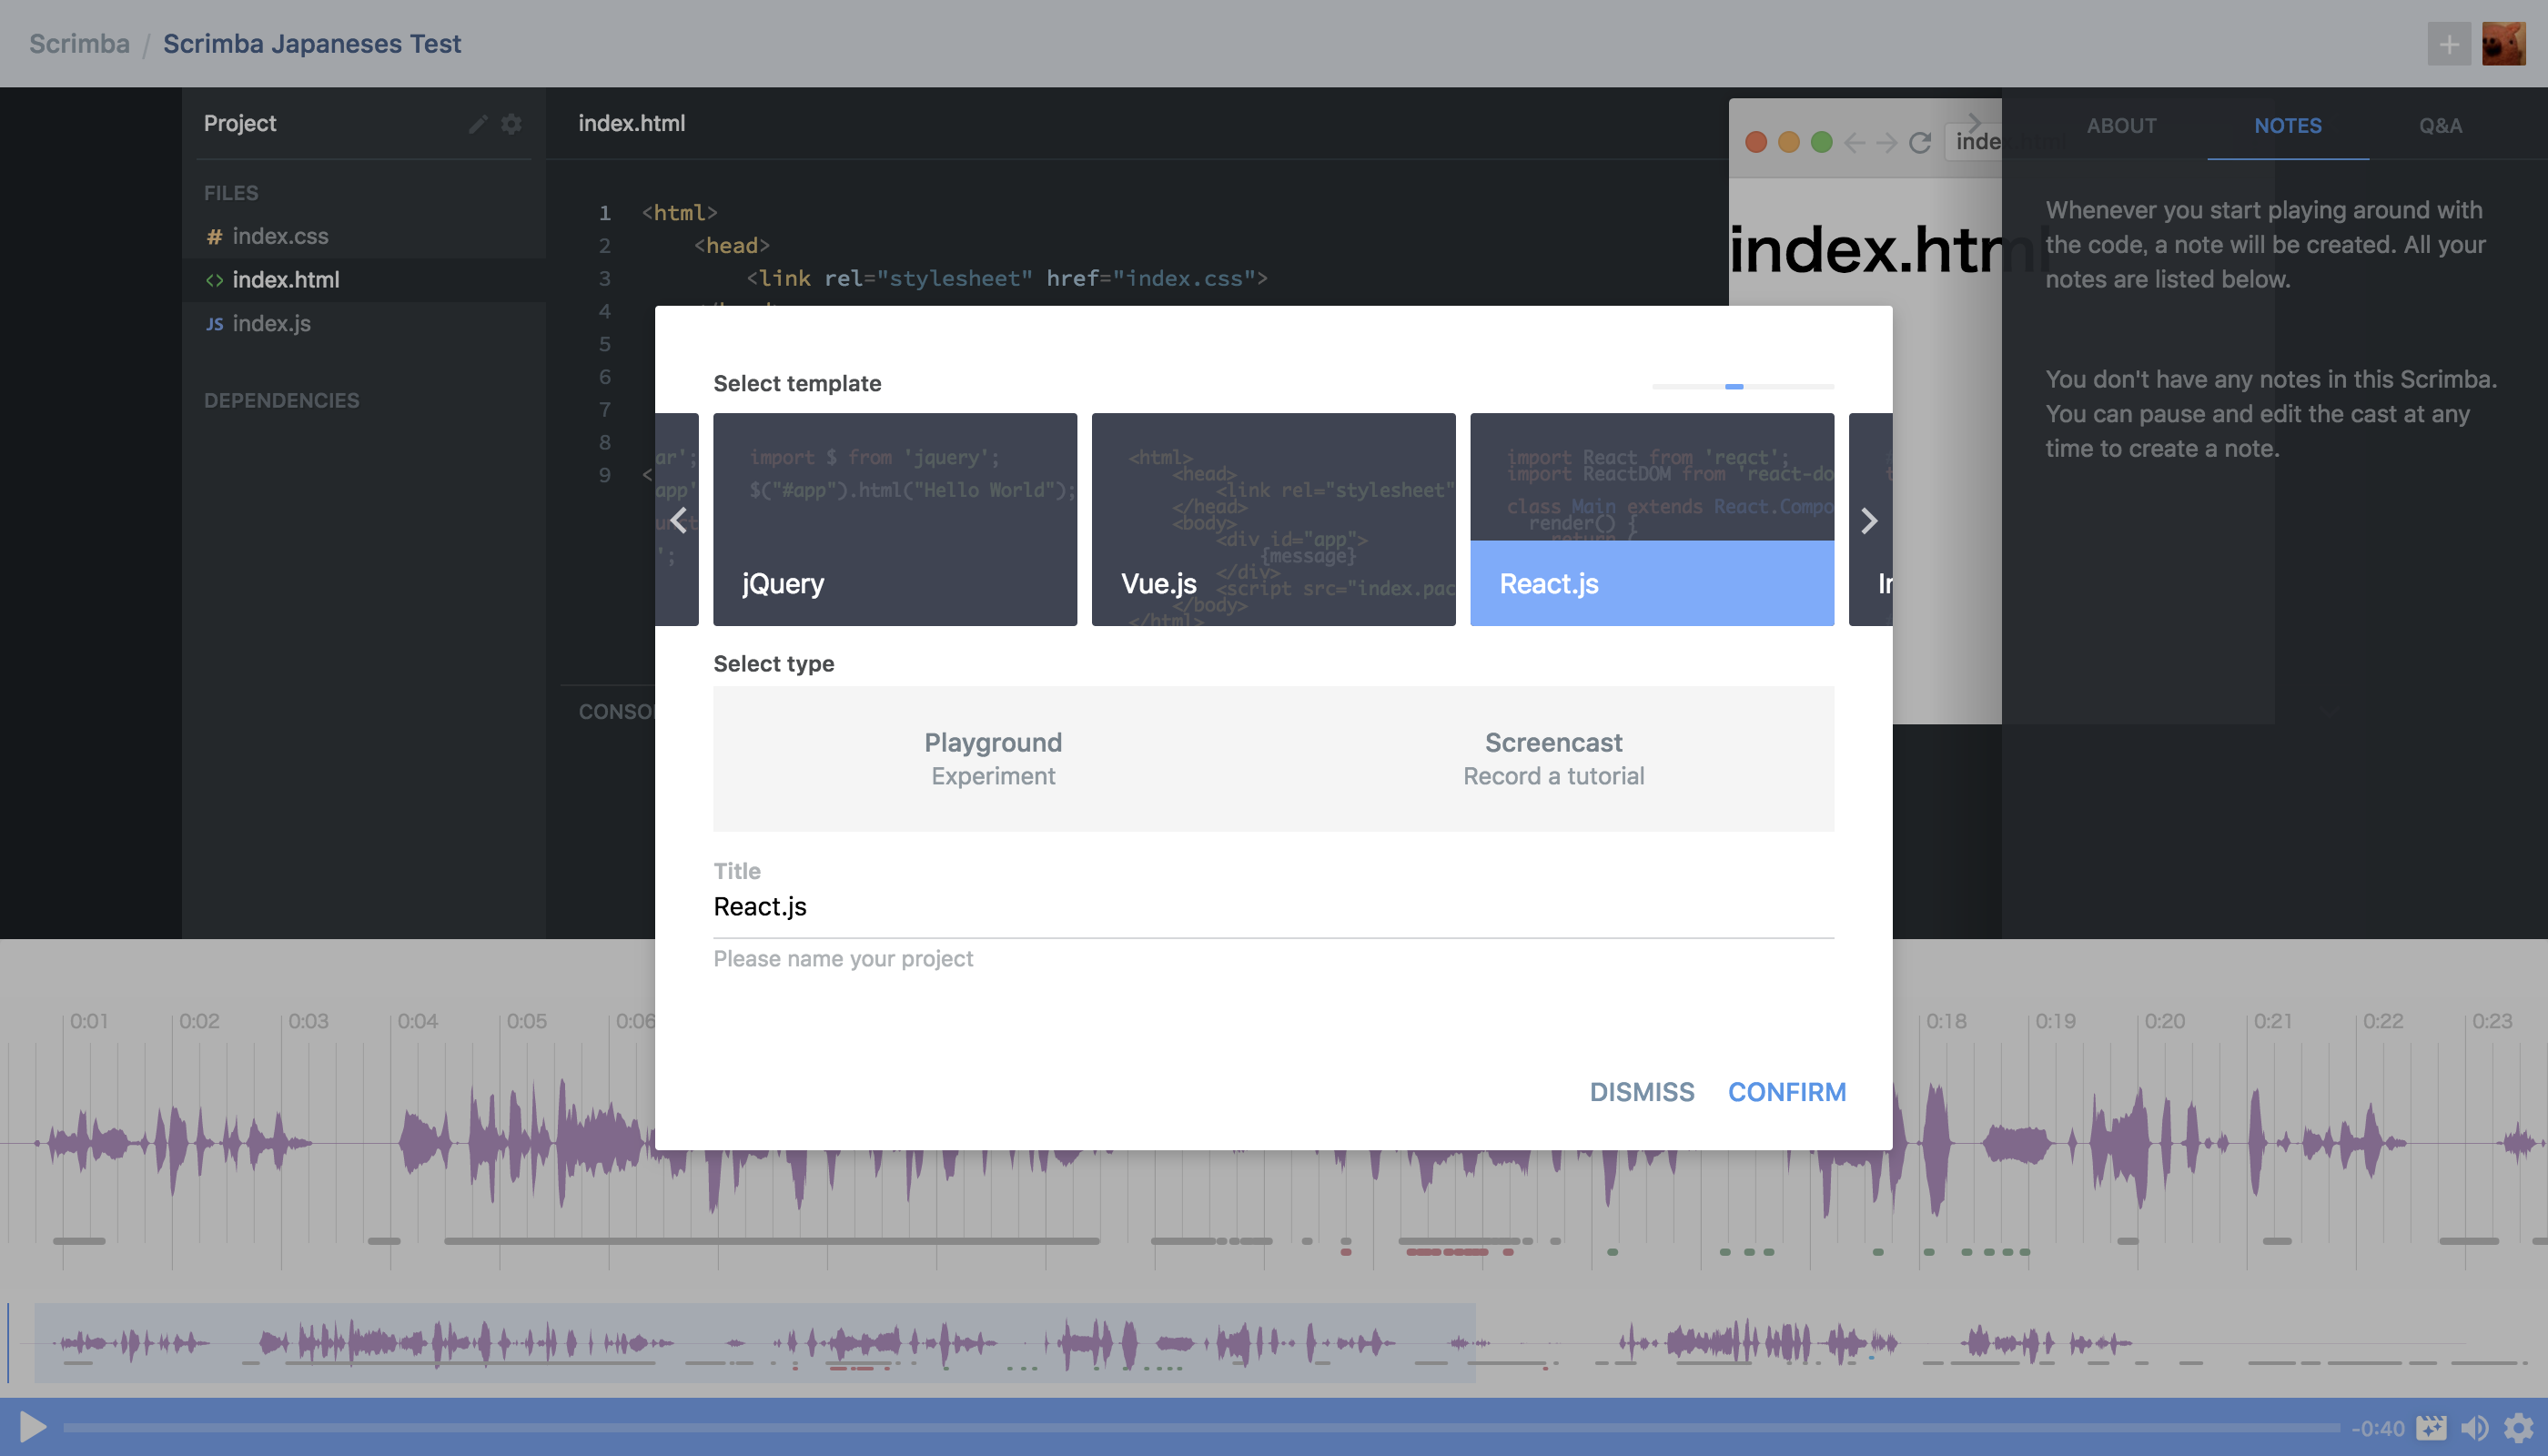 Scrimba / Scrimba Japaneses Test
Project
FILES
# index.css
<> index.html
JS index.js
DEPENDENCIES
index.html
1 <html>
2 <head>
3 <link rel="stylesheet" href="index.css">
4
5
6
7
8
9 <
CONSO
index.html
index.html
ABOUT NOTES Q&A
Whenever you start playing around with
the code, a note will be created. All your
notes are listed below.
You don't have any notes in this Scrimba.
You can pause and edit the cast at any
time to create a note.
Select template
ar';
app'
unct
';
import $ from 'jquery';
$("#app").html("Hello World");
jQuery
<html>
<head>
<link rel="stylesheet"
</head>
<body>
<div id="app">
{message}
</div>
<script src="index.pac
</body>
</html>
Vue.js
import React from 'react';
import ReactDOM from 'react-do
class Main extends React.Compo
render() {
return (
React.js
Select type
Playground
Experiment
Screencast
Record a tutorial
Title
React.js
Please name your project
DISMISS CONFIRM
0:01 0:02 0:03 0:04 0:05 0:06 0:18 0:19 0:20 0:21 0:22 0:23
-0:40